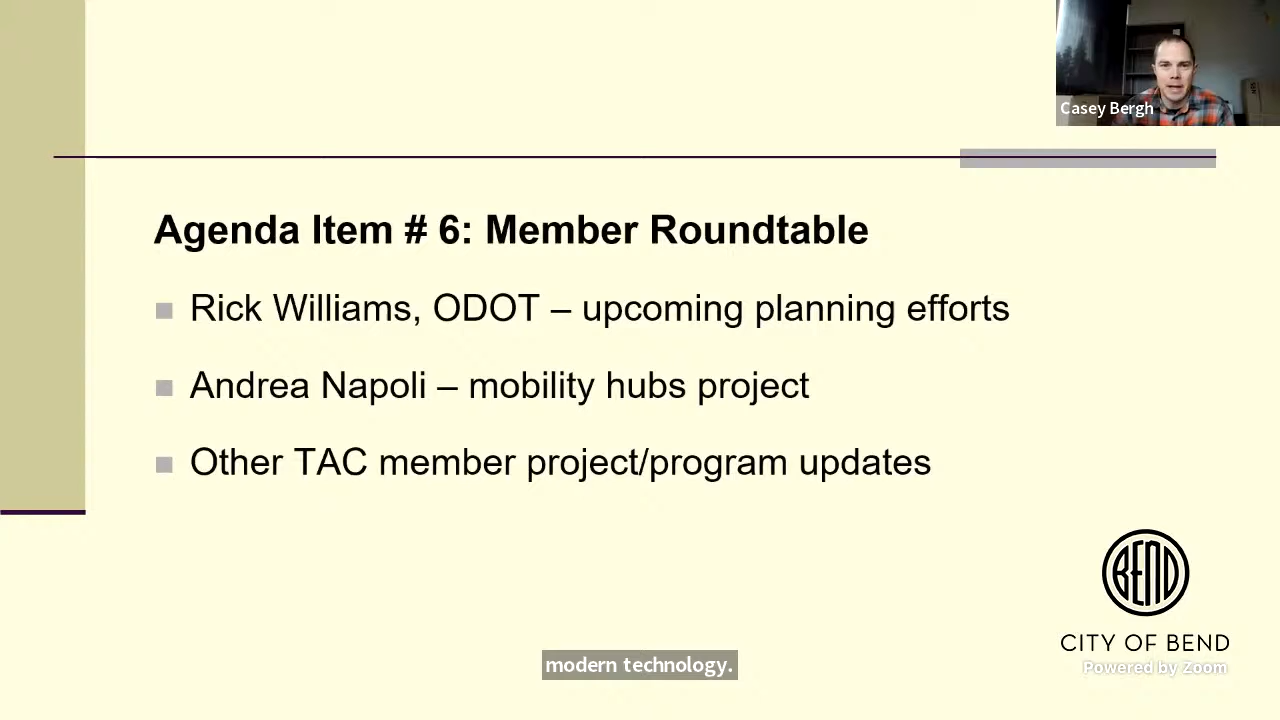 Casey Bergh
Agenda Item # 6: Member Roundtable
Rick Williams, ODOT – upcoming planning efforts
Andrea Napoli – mobility hubs project
Other TAC member project/program updates
BEND
CITY OF BEND
modern technology.
Powered by Zoom